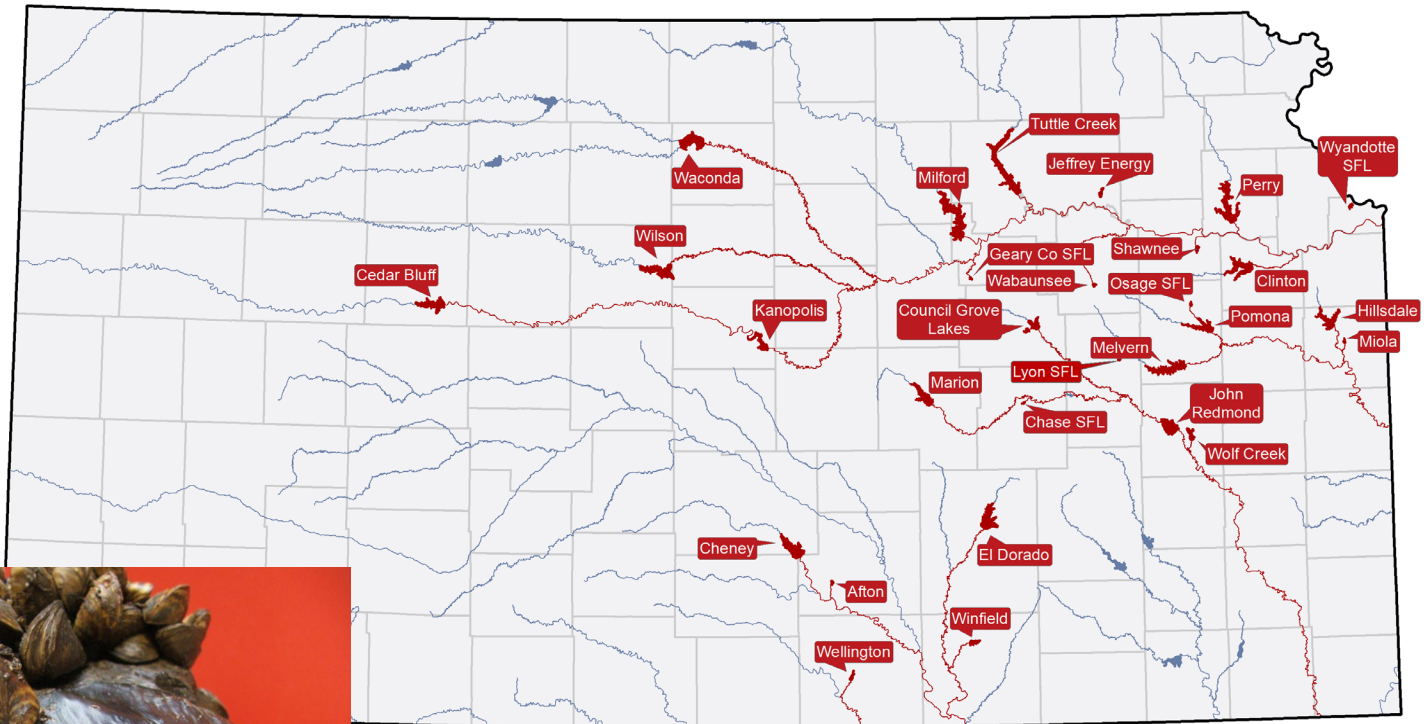 Tuttle Creek
Wyandotte
SFL
Jeffrey Energy
Waconda
Milford
Perry
Wilson
Shawnee
Geary Co SFL
Cedar Bluff
Wabaunsee
Osage SFL
Clinton
Kanopolis
Council Grove
Lakes
Pomona
Hillsdale
Miola
Melvern
Lyon SFL
Marion
John
Redmond
Chase SFL
Wolf Creek
Cheney
El Dorado
Afton
Winfield
Wellington